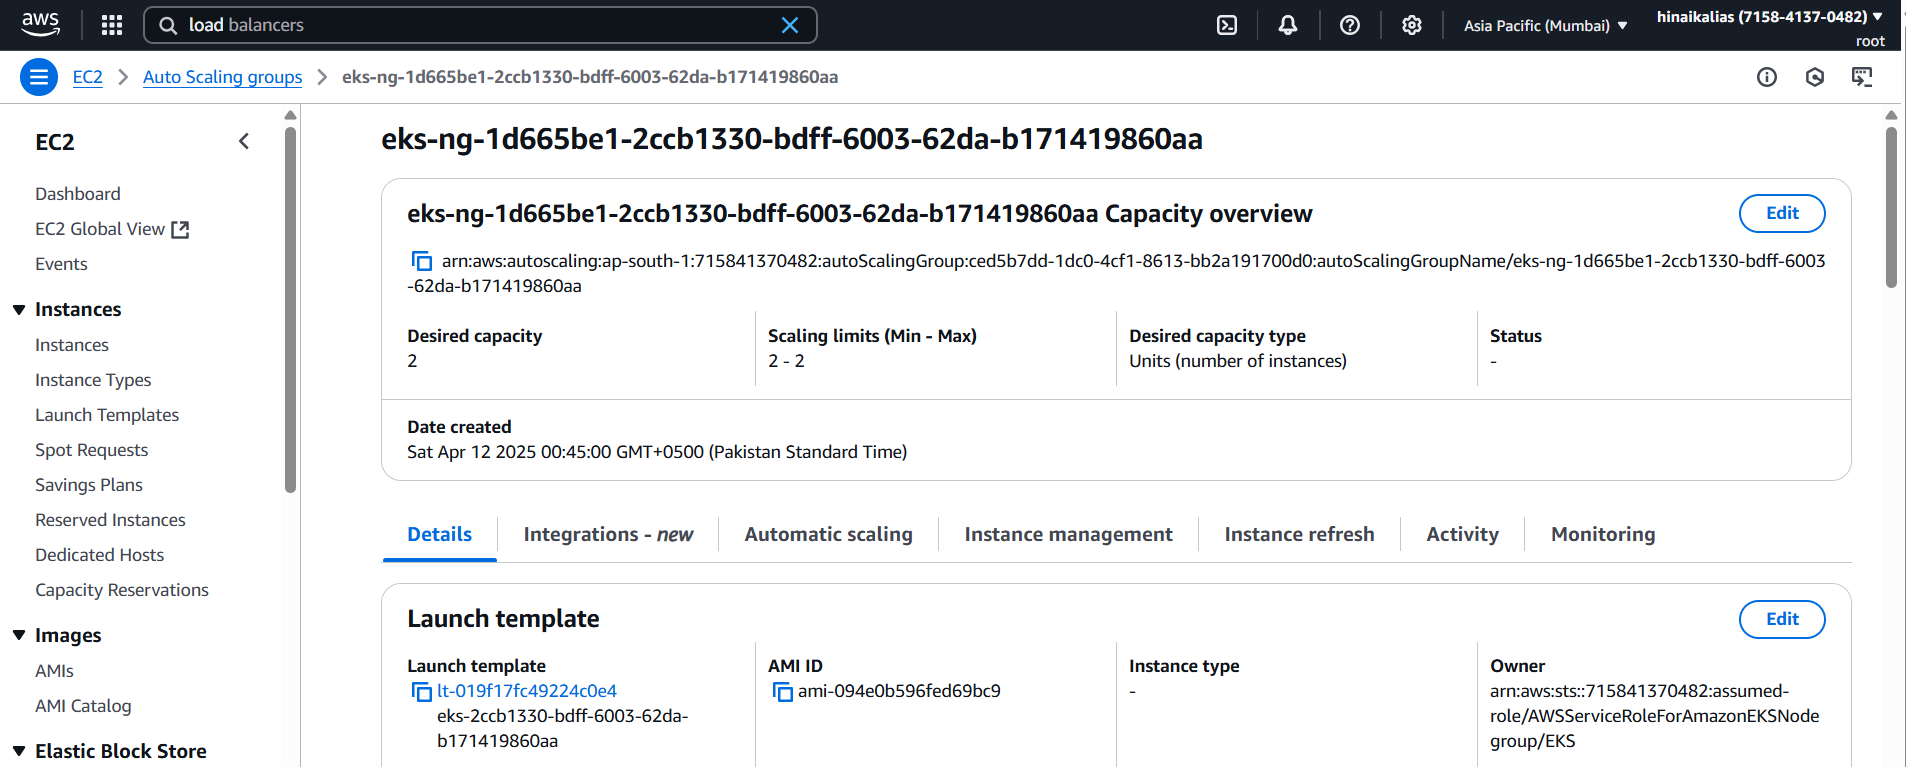 aws
load balancers
Asia Pacific (Mumbai)
hinaikalias (7158-4137-0482)
root
EC2
Auto Scaling groups
eks-ng-1d665be1-2ccb1330-bdff-6003-62da-b171419860aa
EC2
Dashboard
EC2 Global View
Events
Instances
Instances
Instance Types
Launch Templates
Spot Requests
Savings Plans
Reserved Instances
Dedicated Hosts
Capacity Reservations
Images
AMIs
AMI Catalog
Elastic Block Store
eks-ng-1d665be1-2ccb1330-bdff-6003-62da-b171419860aa
eks-ng-1d665be1-2ccb1330-bdff-6003-62da-b171419860aa Capacity overview
Edit
arn:aws:autoscaling:ap-south-1:715841370482:autoScalingGroup:ced5b7dd-1dc0-4cf1-8613-bb2a191700d0:autoScalingGroupName/eks-ng-1d665be1-2ccb1330-bdff-6003
-62da-b171419860aa
Desired capacity
2
Scaling limits (Min - Max)
2 - 2
Desired capacity type
Units (number of instances)
Status
-
Date created
Sat Apr 12 2025 00:45:00 GMT+0500 (Pakistan Standard Time)
Details
Integrations - new
Automatic scaling
Instance management
Instance refresh
Activity
Monitoring
Launch template
Edit
Launch template
lt-019f17fc49224c0e4
eks-2ccb1330-bdff-6003-62da-
b171419860aa
AMI ID
ami-094e0b596fed69bc9
Instance type
-
Owner
arn:aws:sts::715841370482:assumed-
role/AWSServiceRoleForAmazonEKSNode
group/EKS